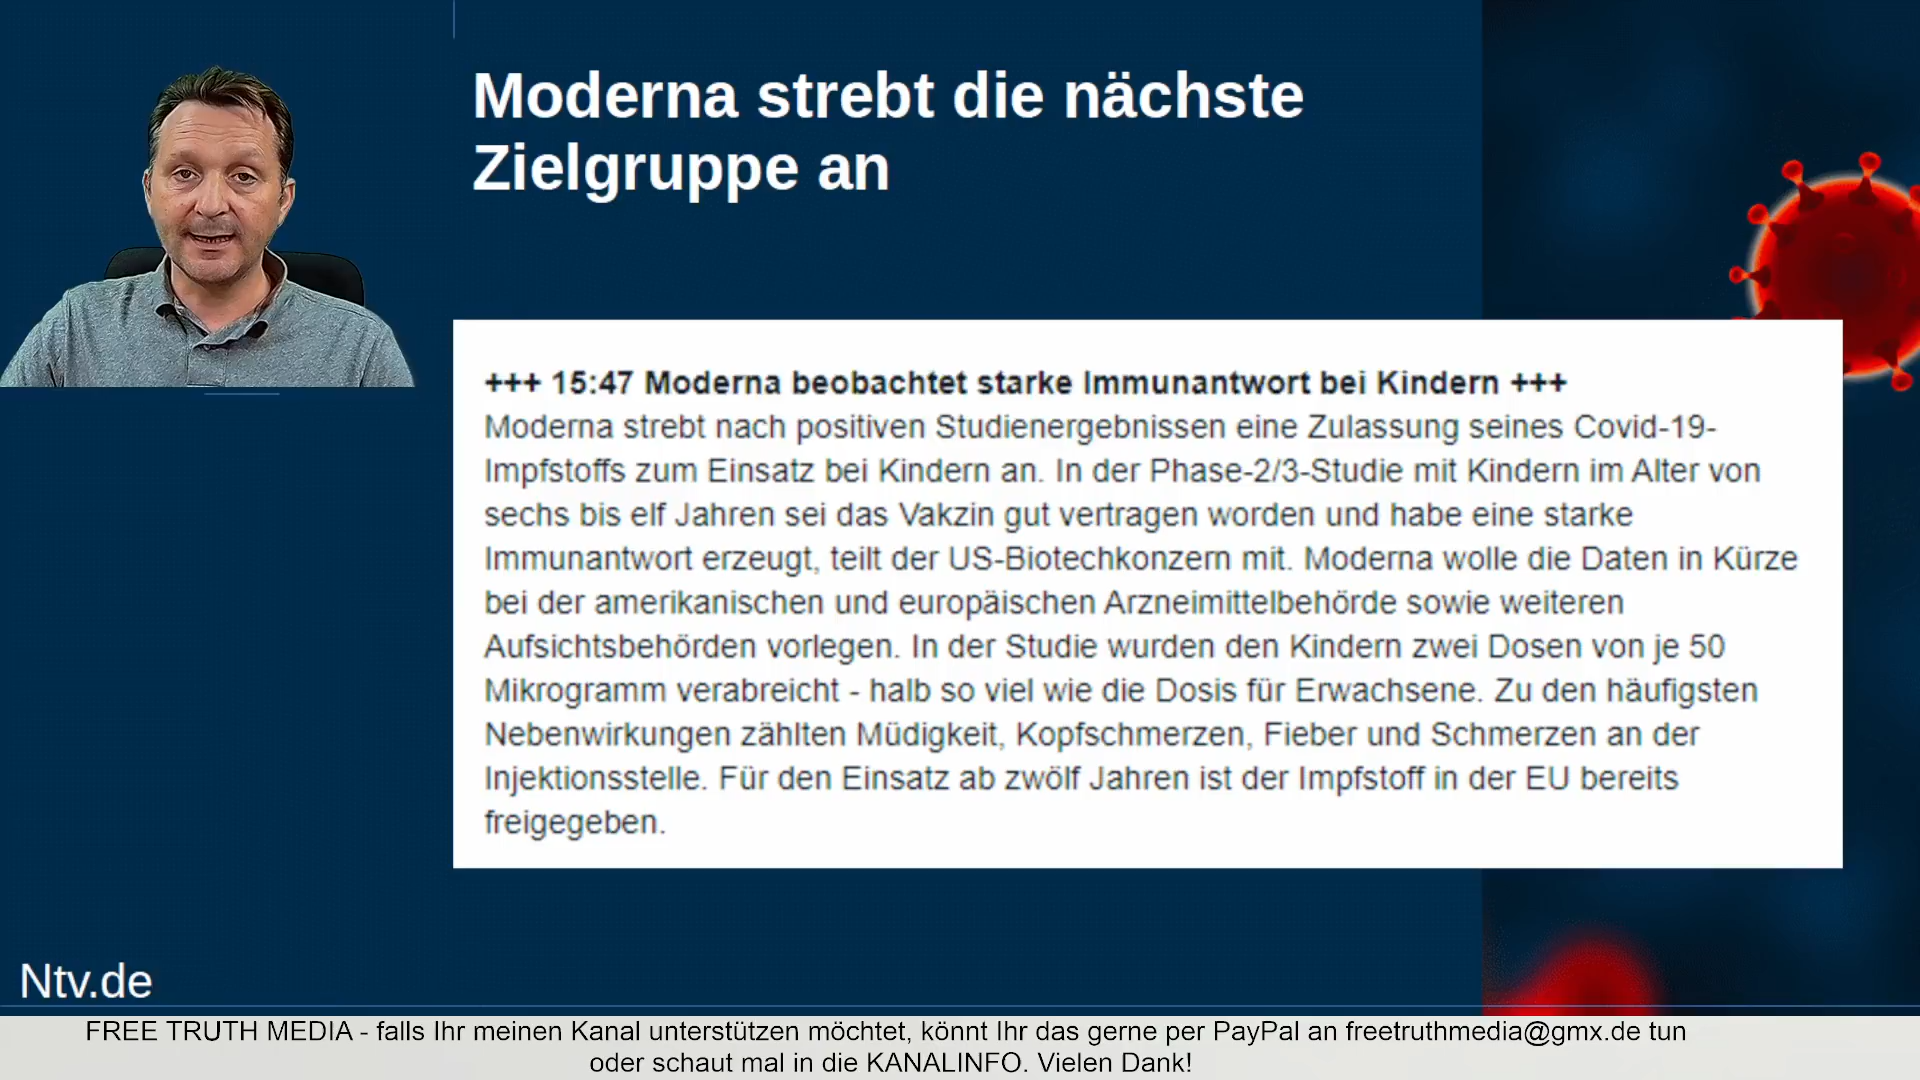 Moderna strebt die nächste
Zielgruppe an
+++ 15:47 Moderna beobachtet starke Immunantwort bei Kindern +++
Moderna strebt nach positiven Studienergebnissen eine Zulassung seines Covid-19-
Impfstoffs zum Einsatz bei Kindern an. In der Phase-2/3-Studie mit Kindern im Alter von
sechs bis elf Jahren sei das Vakzin gut vertragen worden und habe eine starke
Immunantwort erzeugt, teilt der US-Biotechkonzern mit. Moderna wolle die Daten in Kürze
bei der amerikanischen und europäischen Arzneimittelbehörde sowie weiteren
Aufsichtsbehörden vorlegen. In der Studie wurden den Kindern zwei Dosen von je 50
Mikrogramm verabreicht - halb so viel wie die Dosis für Erwachsene. Zu den häufigsten
Nebenwirkungen zählten Müdigkeit, Kopfschmerzen, Fieber und Schmerzen an der
Injektionsstelle. Für den Einsatz ab zwölf Jahren ist der Impfstoff in der EU bereits
freigegeben.
Ntv.de
FREE TRUTH MEDIA - falls Ihr meinen Kanal unterstützen möchtet, könnt Ihr das gerne per PayPal an freetruthmedia@gmx.de tun
oder schaut mal in die KANALINFO. Vielen Dank!